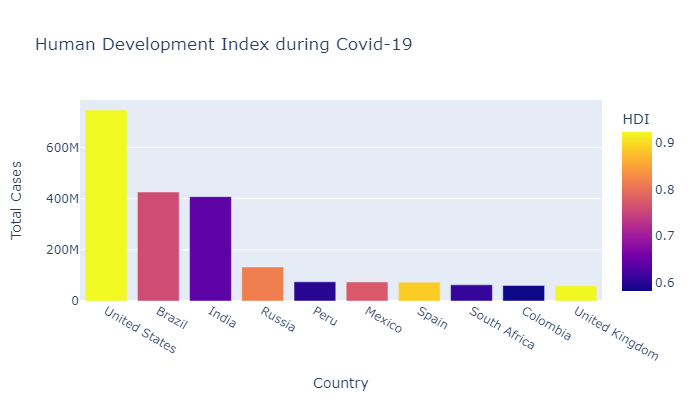 Human Development Index during Covid-19
HDI
0.9
0.8
0.7
0.6
Total Cases
600M
400M
200M
0
United States
Brazil
India
Russia
Peru
Mexico
Spain
South Africa
Colombia
United Kingdom
Country